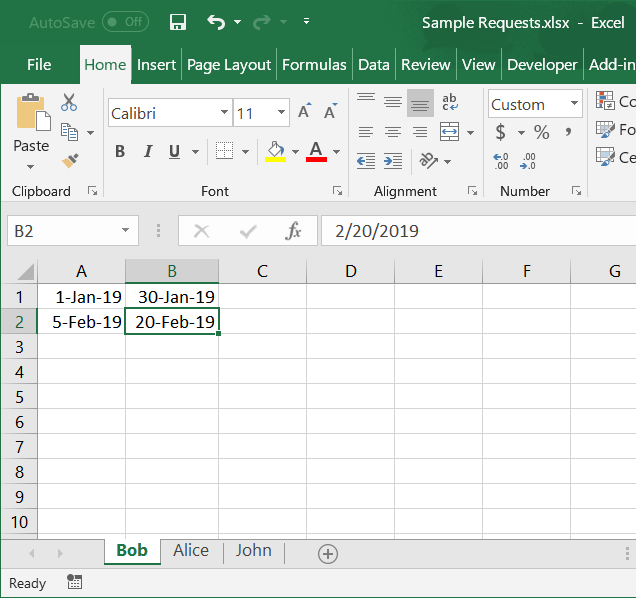 AutoSave Off Sample Requests.xlsx - Excel
File Home Insert Page Layout Formulas Data Review View Developer Add-in
Paste
Calibri 11
ab
Custom
Co
B I U A
$ % ,
Fo
.00
.00
Ce
Clipboard Font Alignment Number
B2 fx 2/20/2019
A B C D E F G
1 1-Jan-19 30-Jan-19
2 5-Feb-19 20-Feb-19
3
4
5
6
7
8
9
10
Bob Alice John
Ready